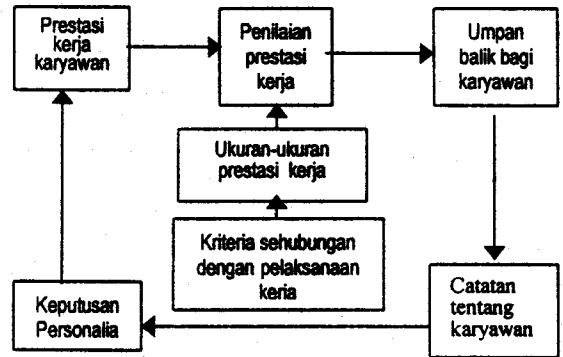 Prestasi
kerja
karyawan
Penilaian
prestasi
kerja
Umpan
balik bagi
karyawan
Ukuran-ukuran
prestasi kerja
Kriteria sehubungan
dengan pelaksanaan
kerja
Keputusan
Personalia
Catatan
tentang
karyawan